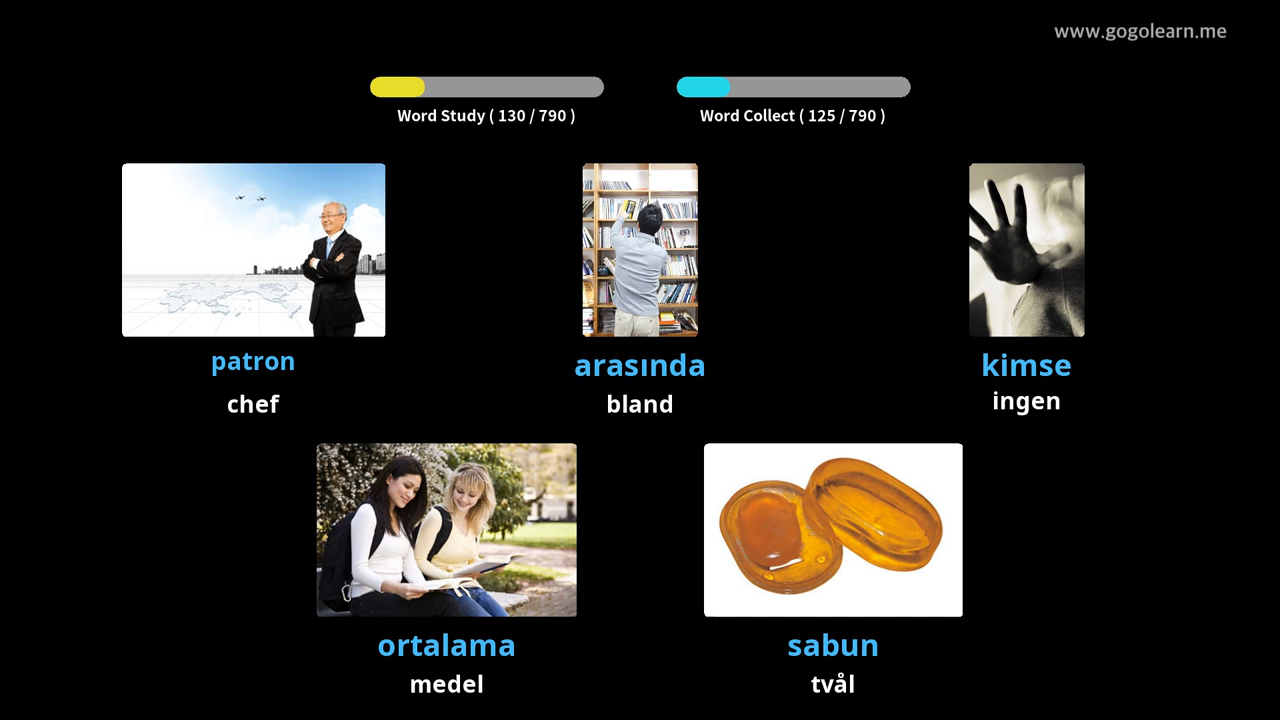 www.gogolearn.me
Word Study ( 130 / 790 )
Word Collect ( 125 / 790 )
patron
chef
arasında
bland
kimse
ingen
ortalama
medel
sabun
tvål